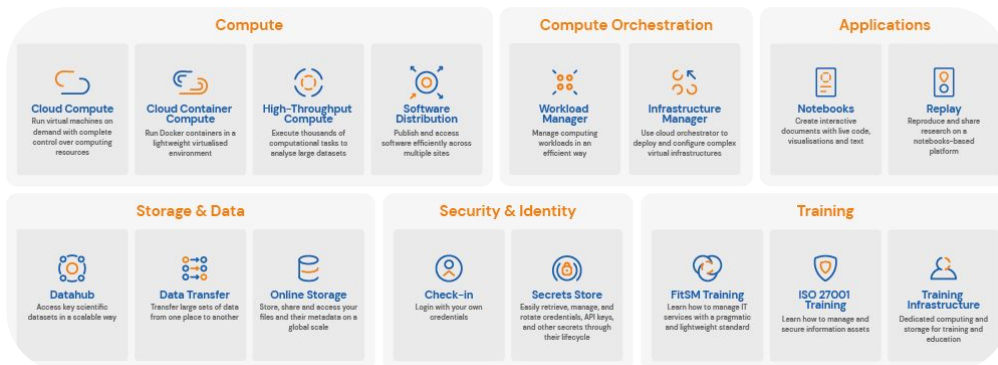 Compute
Cloud Compute
Run virtual machines on
demand with complete
control over computing
resources
Cloud Container
Compute
Run Docker containers in a
lightweight virtualised
environment
High-Throughput
Compute
Execute thousands of
computational tasks to
analyse large datasets
Software
Distribution
Publish and access
software efficiently across
multiple sites
Compute Orchestration
Workload
Manager
Manage computing
workloads in an
efficient way
Infrastructure
Manager
Use cloud orchestrator to
deploy and configure complex
virtual infrastructures
Applications
Notebooks
Create interactive
documents with live code,
visualisations and text
Replay
Reproduce and share
research on a
notebooks-based
platform
Storage & Data
Datahub
Access key scientific
datasets in a scalable way
Data Transfer
Transfer large sets of data
from one place to another
Online Storage
Store, share and access your
files and their metadata on a
global scale
Security & Identity
Check-in
Login with your own
credentials
Secrets Store
Easily retrieve, manage, and
rotate credentials, API keys,
and other secrets through
their lifecycle
Training
FitSM Training
Learn how to manage IT
services with a pragmatic
and lightweight standard
ISO 27001
Training
Learn how to manage and
secure information assets
Training
Infrastructure
Dedicated computing and
storage for training and
education